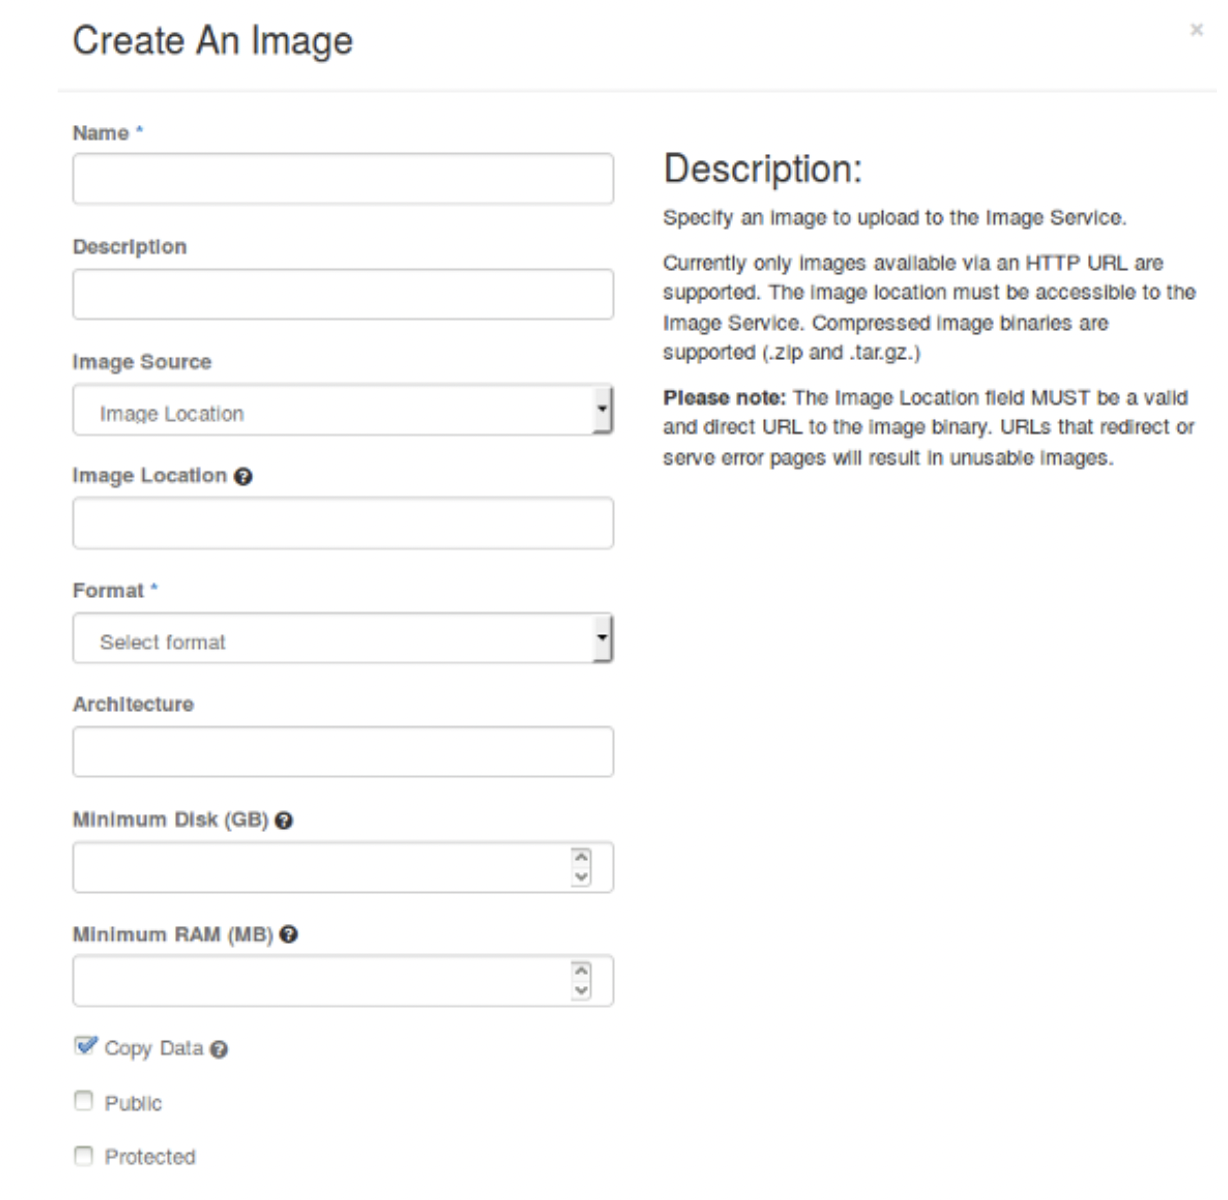 Create An Image
×
Name *
Description
Image Source
Image Location
Image Location ?
Format *
Select format
Architecture
Minimum Disk (GB) ?
Minimum RAM (MB) ?
Copy Data ?
Public
Protected
Description:
Specify an image to upload to the Image Service.
Currently only images available via an HTTP URL are
supported. The image location must be accessible to the
Image Service. Compressed image binaries are
supported (.zip and .tar.gz.)
Please note: The Image Location field MUST be a valid
and direct URL to the image binary. URLs that redirect or
serve error pages will result in unusable images.